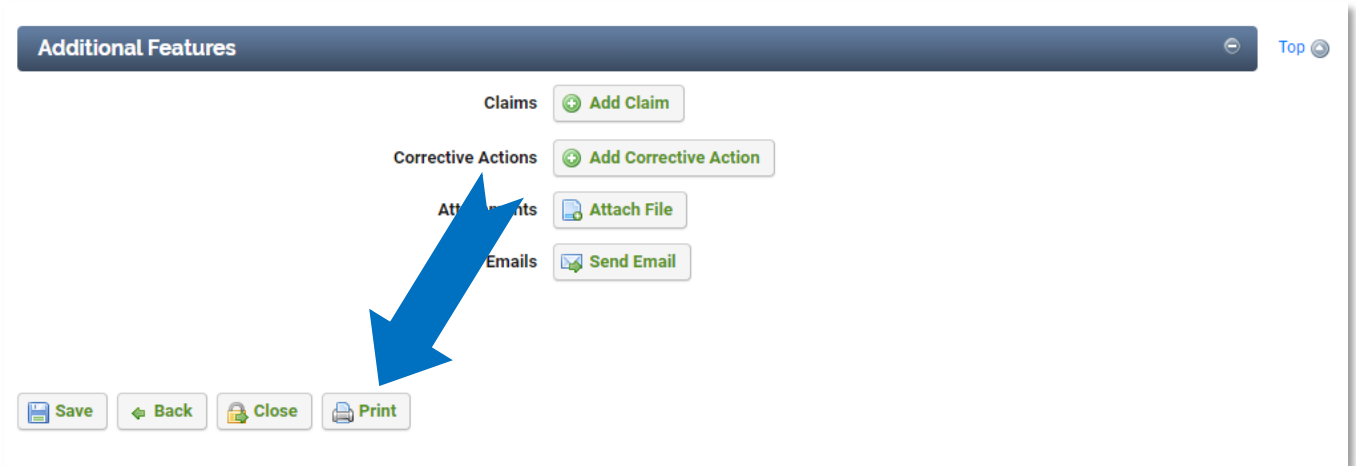 Additional Features Top
Claims Add Claim
Corrective Actions Add Corrective Action
Attach File
Emails Send Email
Save Back Close Print